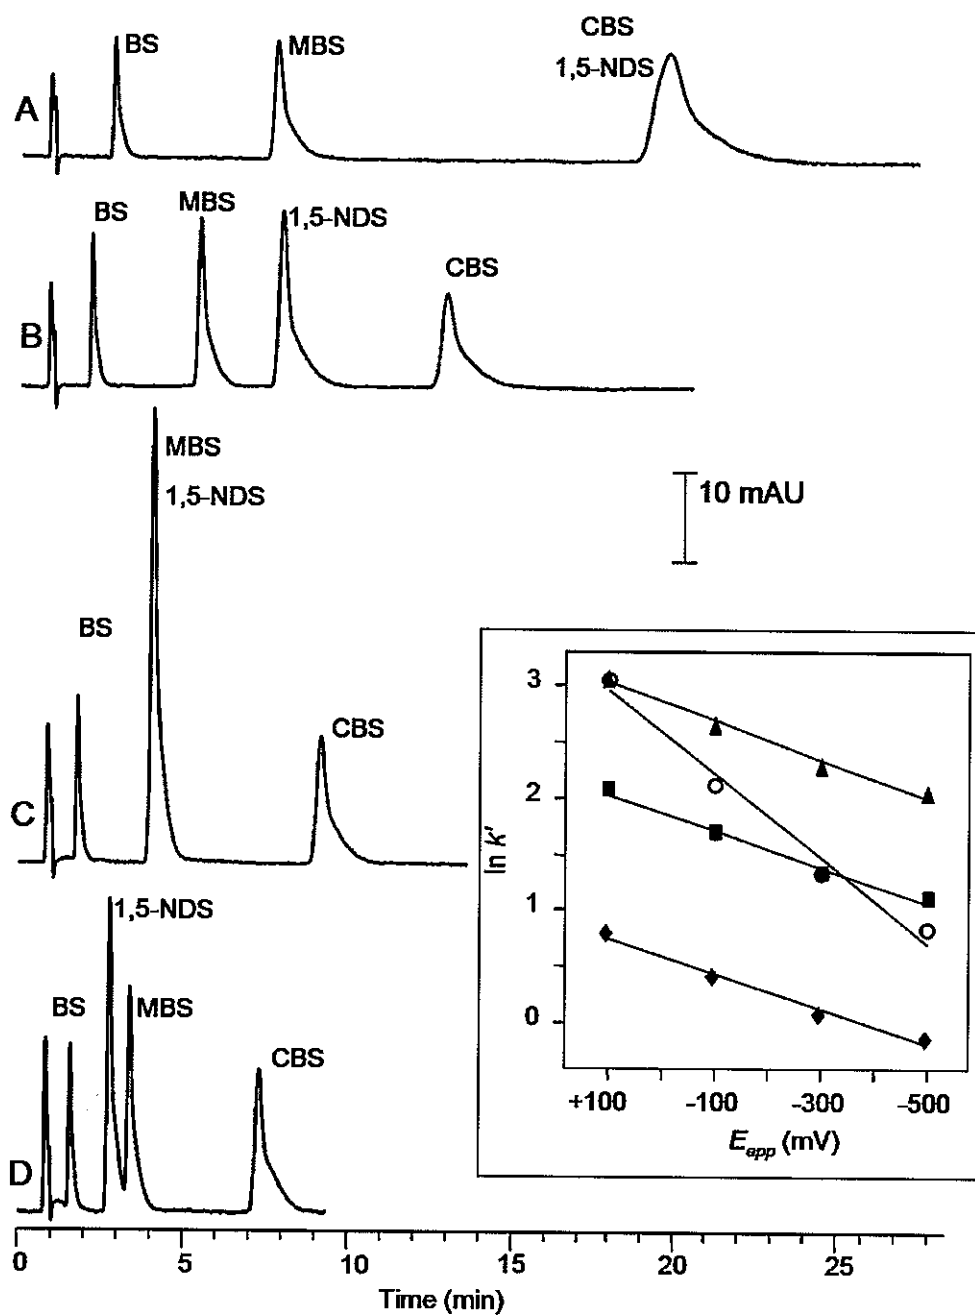 A
BS
MBS
CBS
1,5-NDS
B
BS
MBS
1,5-NDS
CBS
C
BS
MBS
1,5-NDS
CBS
10 mAU
D
BS
1,5-NDS
MBS
CBS
0 5 10 15 20 25
Time (min)
3
2
1
0
ln k'
+100 -100 -300 -500
E_app (mV)